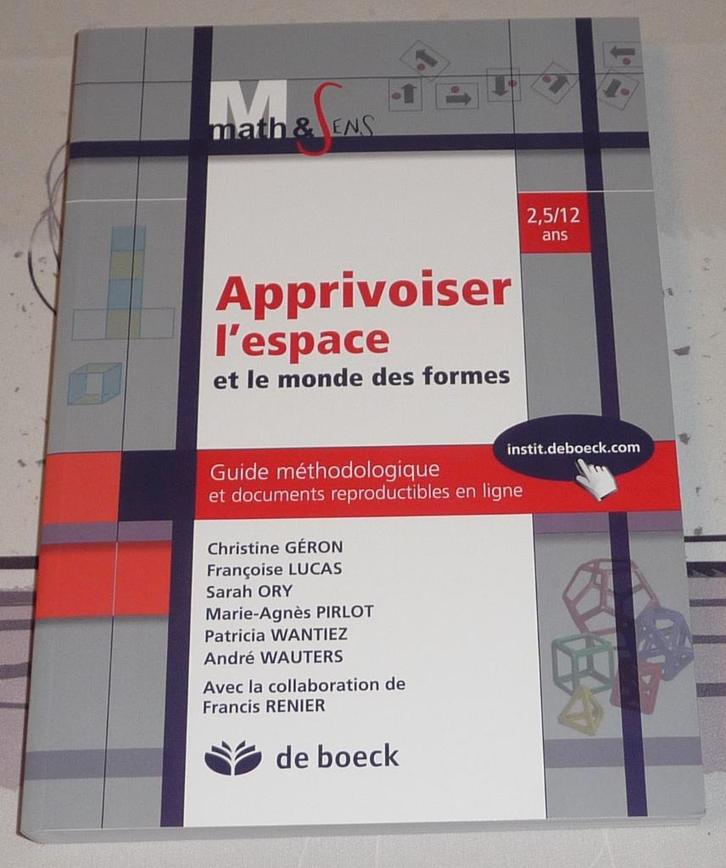 M
math & SENS
2,5/12
ans
Apprivoiser
l'espace
et le monde des formes
instit.deboeck.com
Guide méthodologique
et documents reproductibles en ligne
Christine GÉRON
Françoise LUCAS
Sarah ORY
Marie-Agnès PIRLOT
Patricia WANTIEZ
André WAUTERS
Avec la collaboration de
Francis RENIER
de boeck